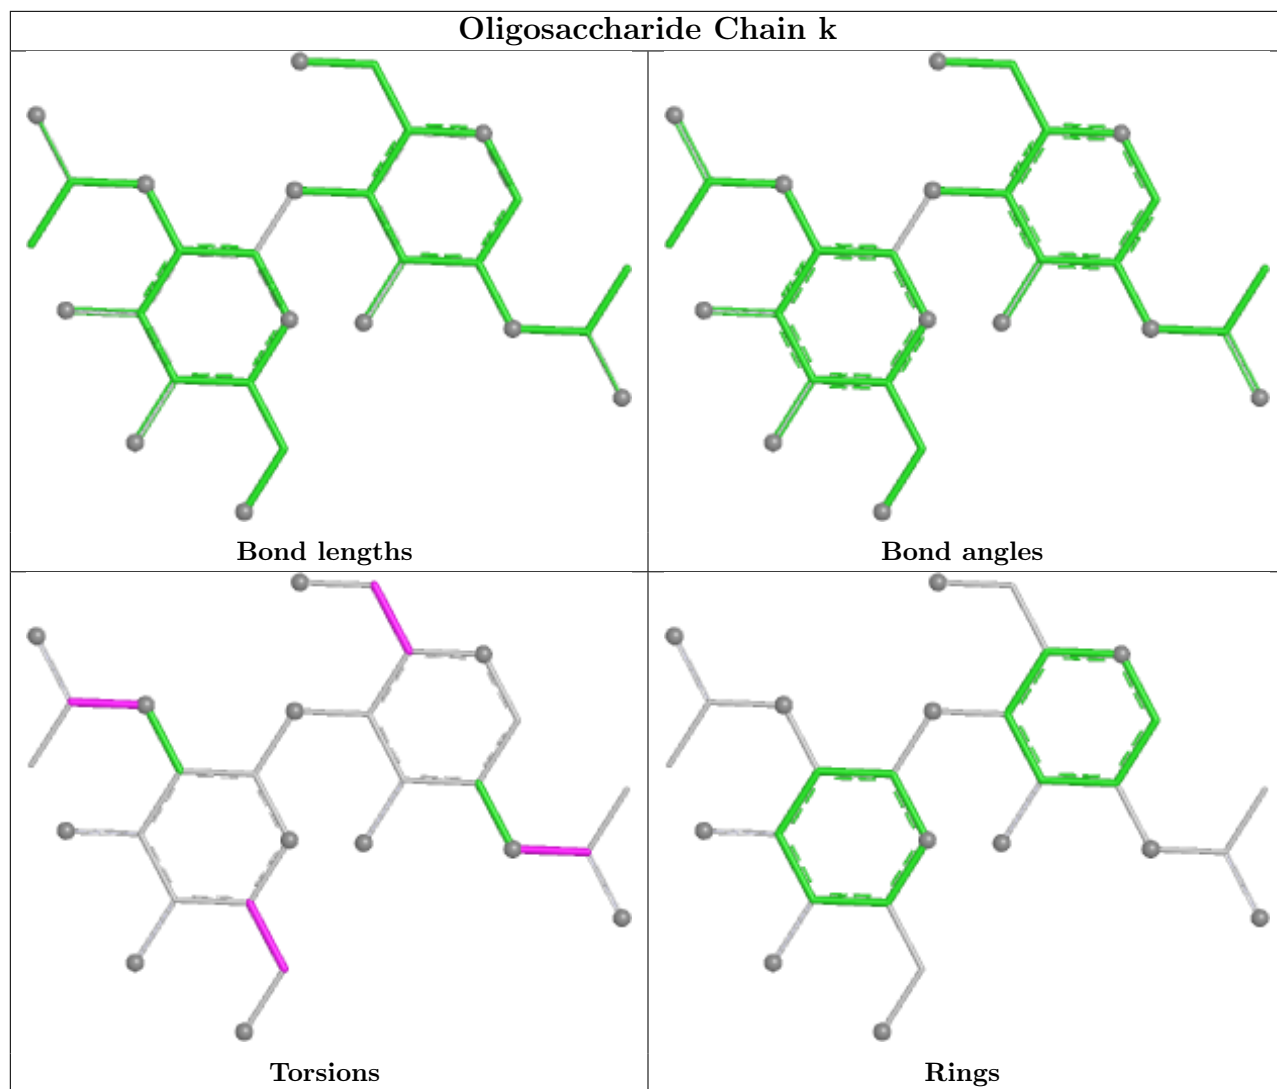 Oligosaccharide Chain k
Bond lengths
Bond angles
Torsions
Rings